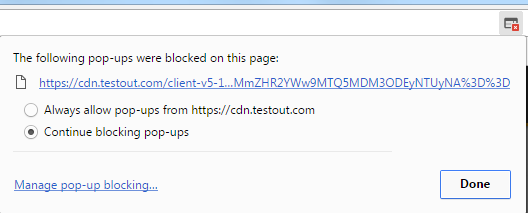 The following pop-ups were blocked on this page:
https://cdn.testout.com/client-v5-1...MmZHR2YWw9MTQ5MDM3ODEyNTUyNA%3D%3D
Always allow pop-ups from https://cdn.testout.com
Continue blocking pop-ups
Manage pop-up blocking...
Done